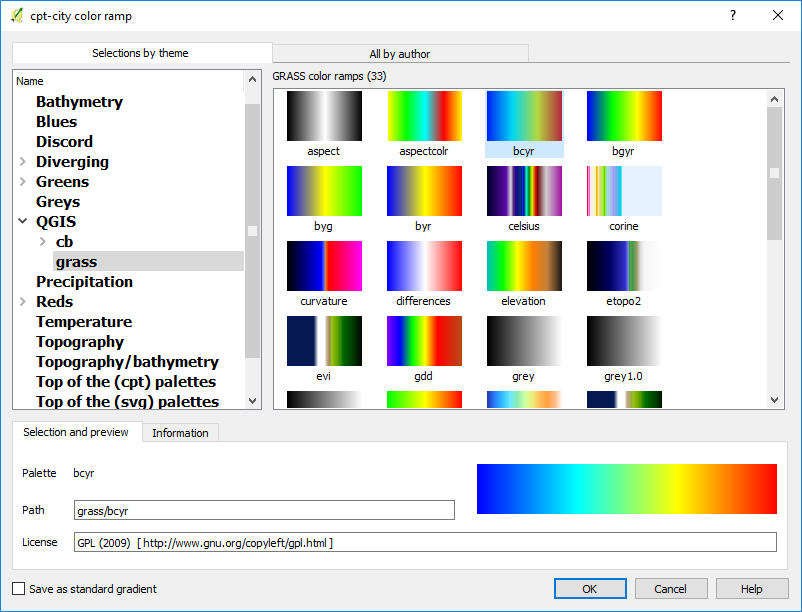 cpt-city color ramp
Selections by theme
All by author
Name
Bathymetry
Blues
Discord
Diverging
Greens
Greys
QGIS
cb
grass
Precipitation
Reds
Temperature
Topography
Topography/bathymetry
Top of the (cpt) palettes
Top of the (svg) palettes
GRASS color ramps (33)
aspect aspectcolr bcyr bgyr
byg byr celsius corine
curvature differences elevation etopo2
evi gdd grey grey1.0
Selection and preview Information
Palette bcyr
Path grass/bcyr
License GPL (2009) [ http://www.gnu.org/copyleft/gpl.html ]
Save as standard gradient
OK Cancel Help